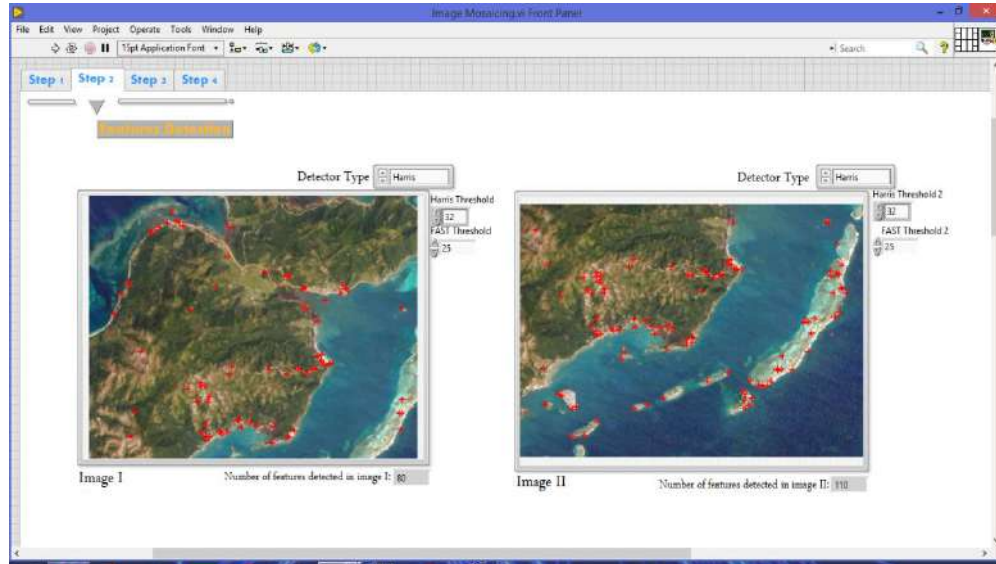 Image Mosaicing.vi Front Panel
File Edit View Project Operate Tools Window Help
15pt Application Font
Search
Step 1 Step 2 Step 3 Step 4
Features Detection
Detector Type Harris
Harris Threshold
32
FAST Threshold
25
Image I
Number of features detected in image I: 80
Detector Type Harris
Harris Threshold 2
32
FAST Threshold 2
25
Image II
Number of features detected in image II: 110